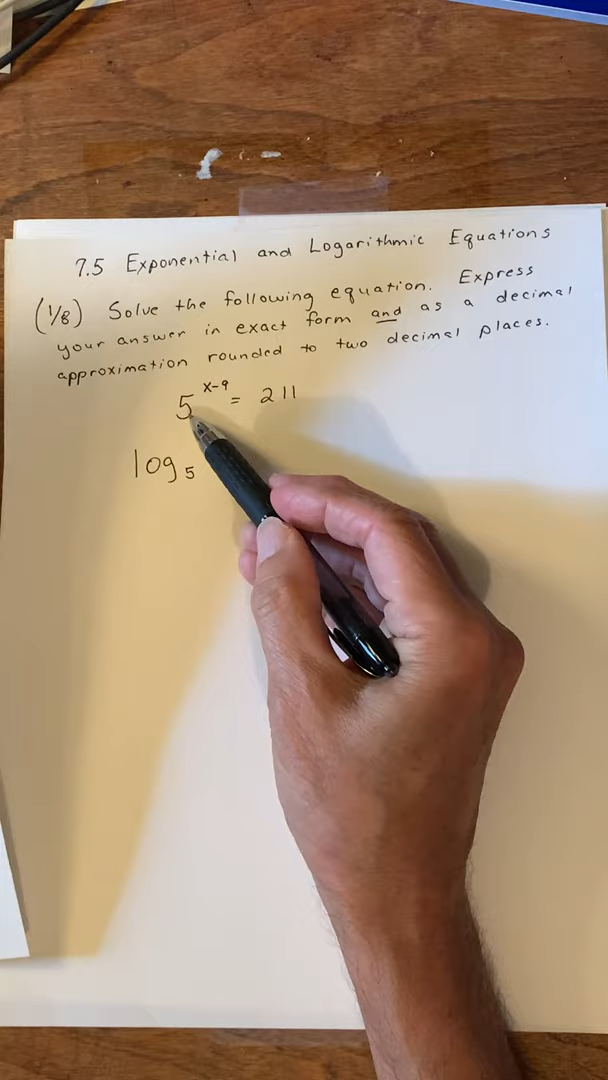 7.5 Exponential and Logarithmic Equations
(1/8) Solve the following equation. Express
your answer in exact form and as a decimal
approximation rounded to two decimal places.
5^(x-9) = 211
log₅